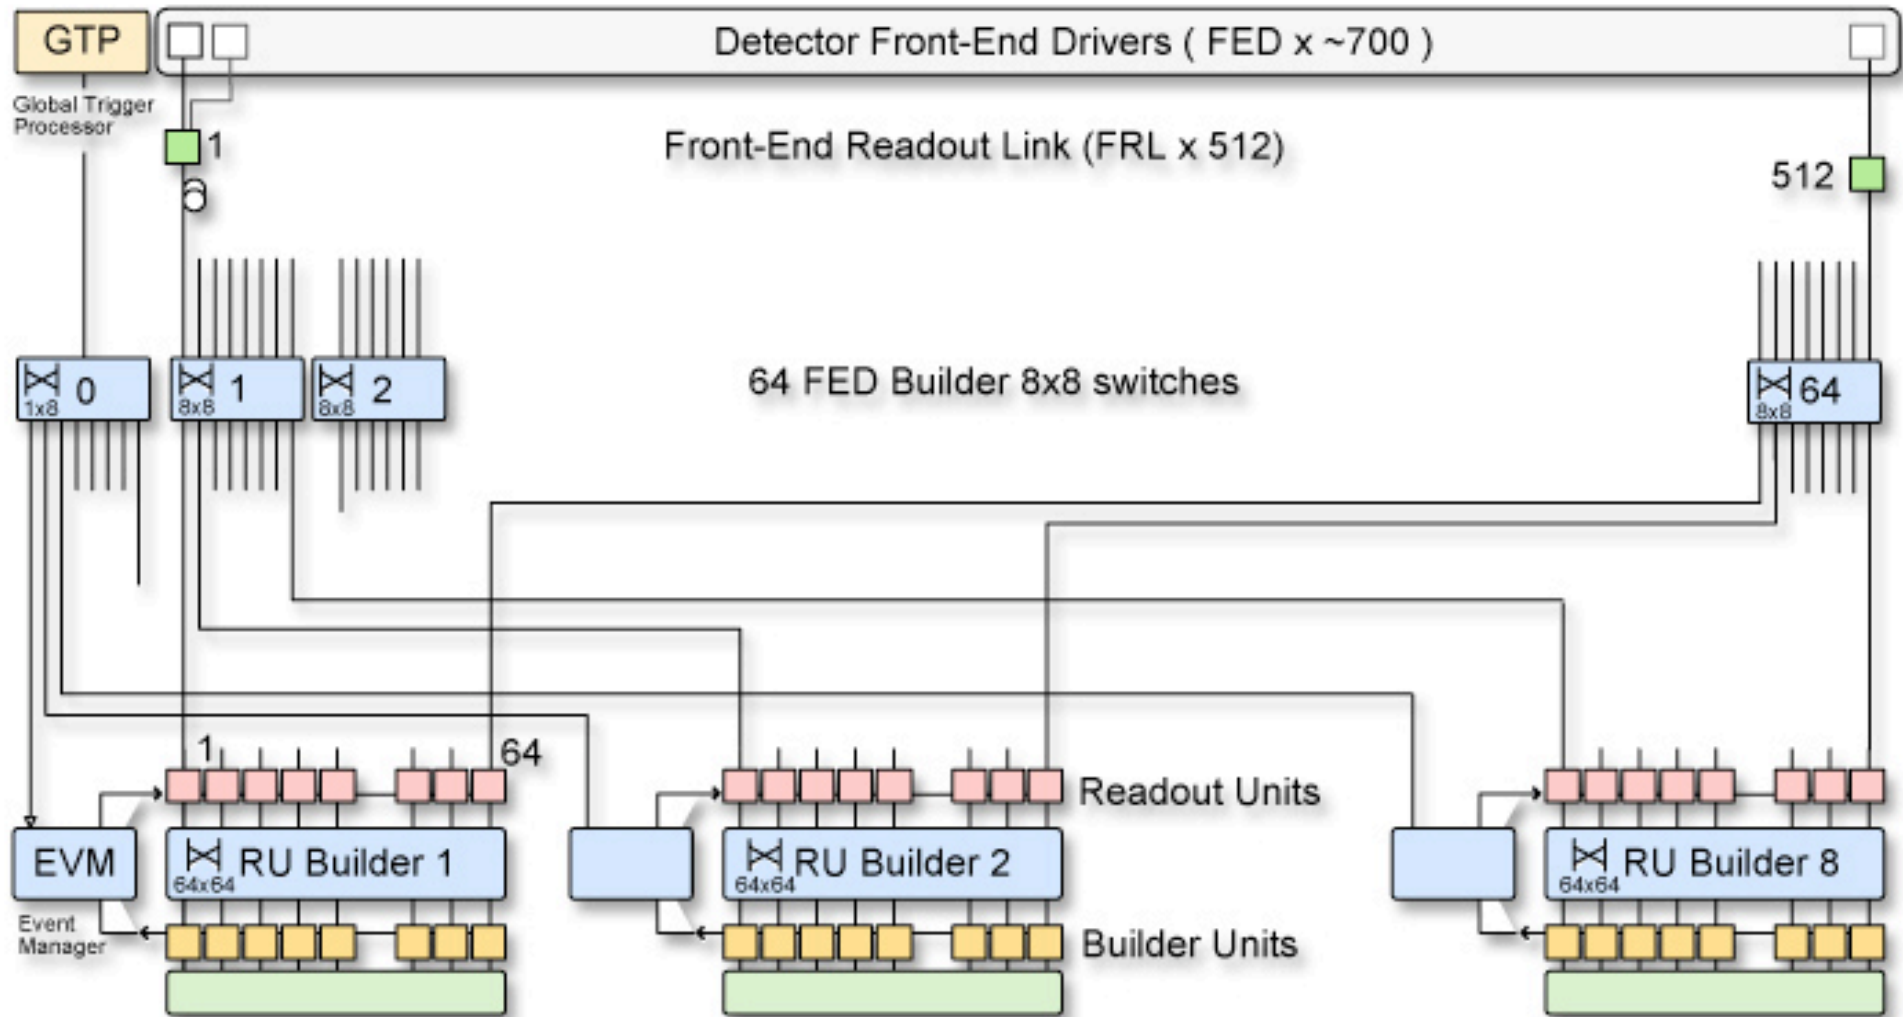 GTP
Detector Front-End Drivers ( FED x ~700 )
Global Trigger
Processor
1
Front-End Readout Link (FRL x 512)
512
0
1x8
1
8x8
2
8x8
64 FED Builder 8x8 switches
64
8x8
1
64
Readout Units
EVM
RU Builder 1
64x64
RU Builder 2
64x64
RU Builder 8
64x64
Event
Manager
Builder Units